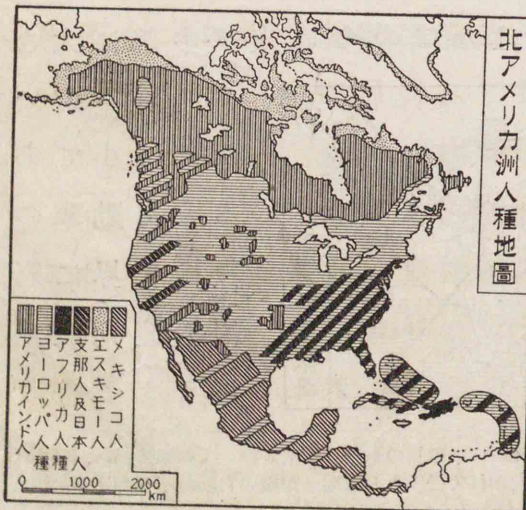 北アメリカ洲人種地圖
メキシコ人
エスキモー人
支那人及日本人
アフリカ人種
ヨーロッパ人種
アメリカインド人
0 1000 2000
km